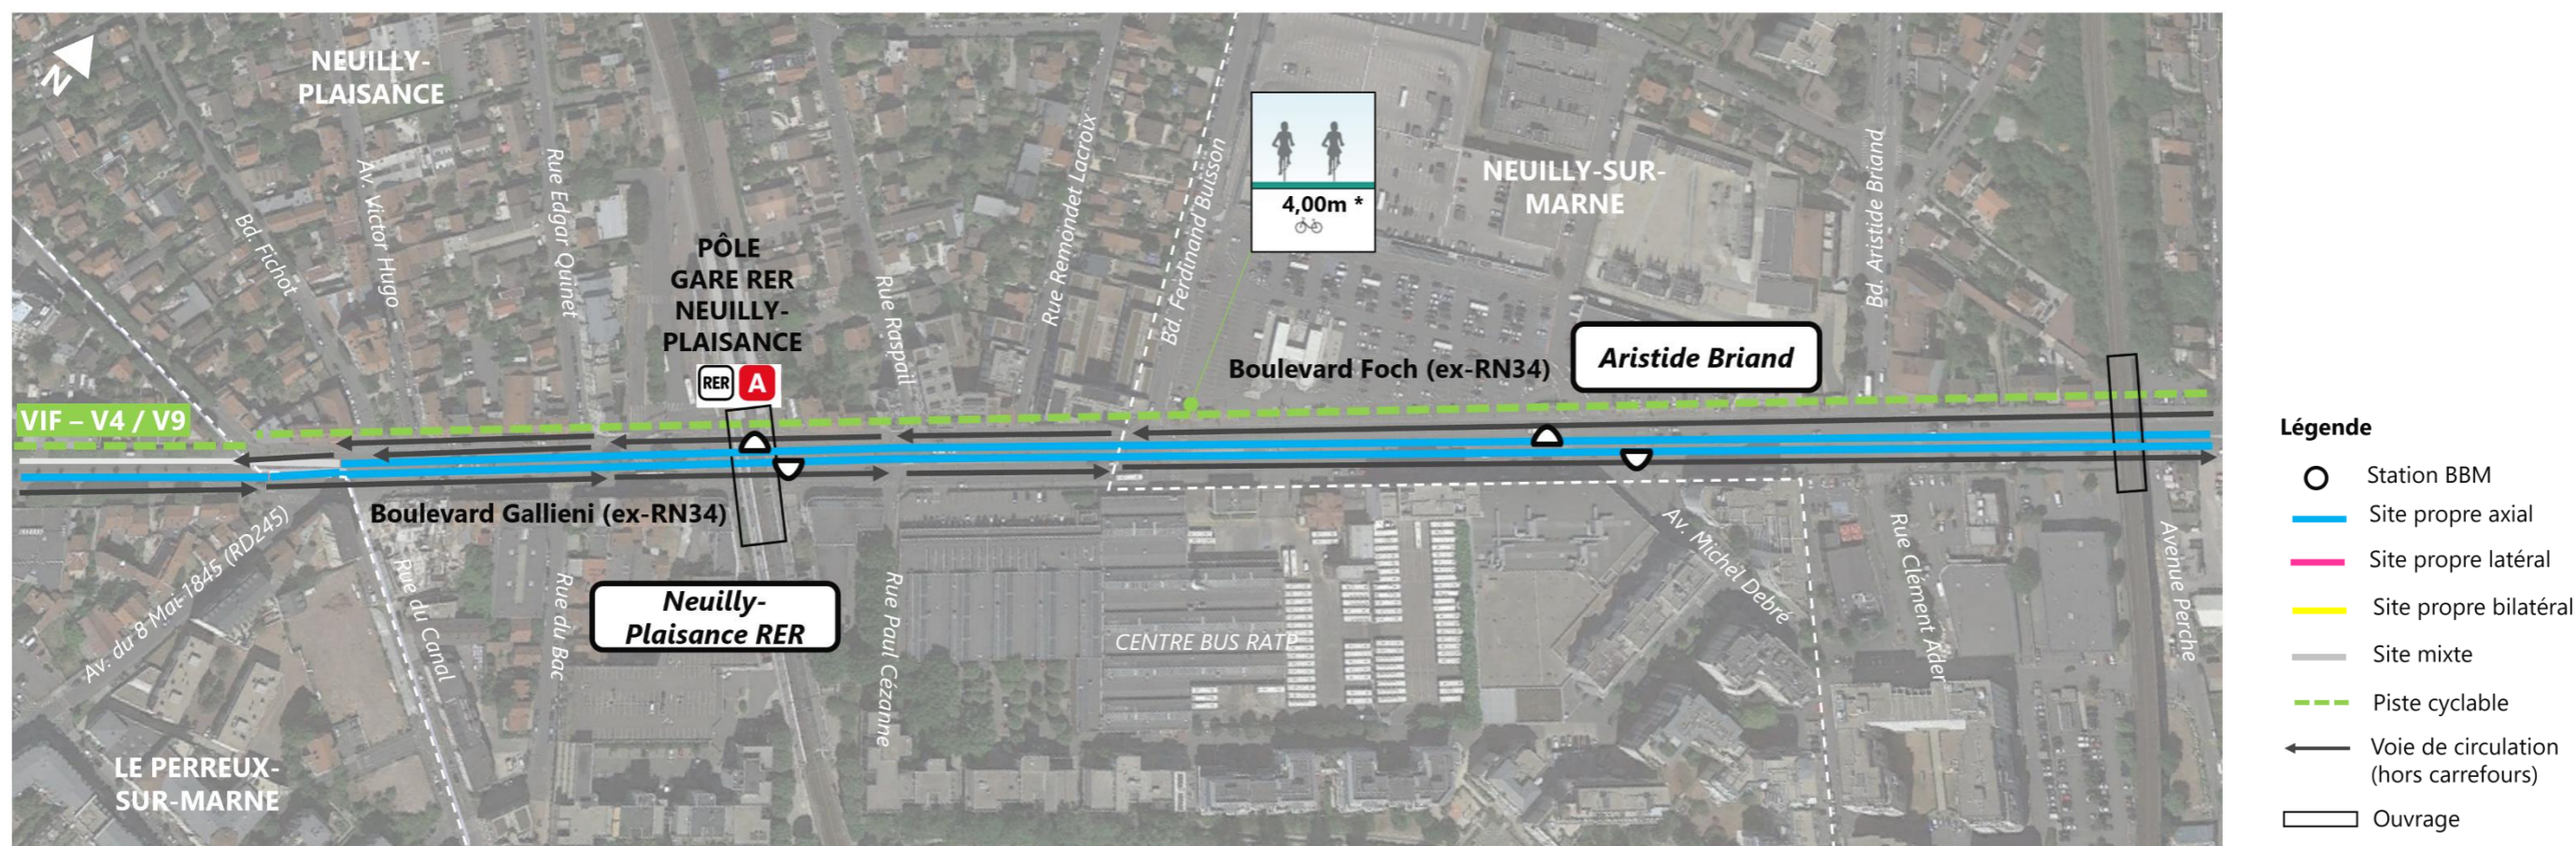 N
NEUILLY-
PLAISANCE
Bd. Fichot
Av. Victor Hugo
Rue Edgar Quinet
PÔLE
GARE RER
NEUILLY-
PLAISANCE
RER A
Rue Raspail
Rue Remondet Lacroix
Bd. Ferdinand Buisson
4,00m *
NEUILLY-SUR-
MARNE
Bd. Aristide Briand
Boulevard Foch (ex-RN34)
Aristide Briand
VIF – V4 / V9
Boulevard Gallieni (ex-RN34)
Av. du 8 Mai-1845 (RD245)
Rue du Canal
Rue du Bac
Neuilly-
Plaisance RER
Rue Paul Cézanne
CENTRE BUS RATP
Av. Michel Debré
Rue Clément Ader
Avenue Perche
LE PERREUX-
SUR-MARNE
Légende
Station BBM
Site propre axial
Site propre latéral
Site propre bilatéral
Site mixte
Piste cyclable
Voie de circulation
(hors carrefours)
Ouvrage